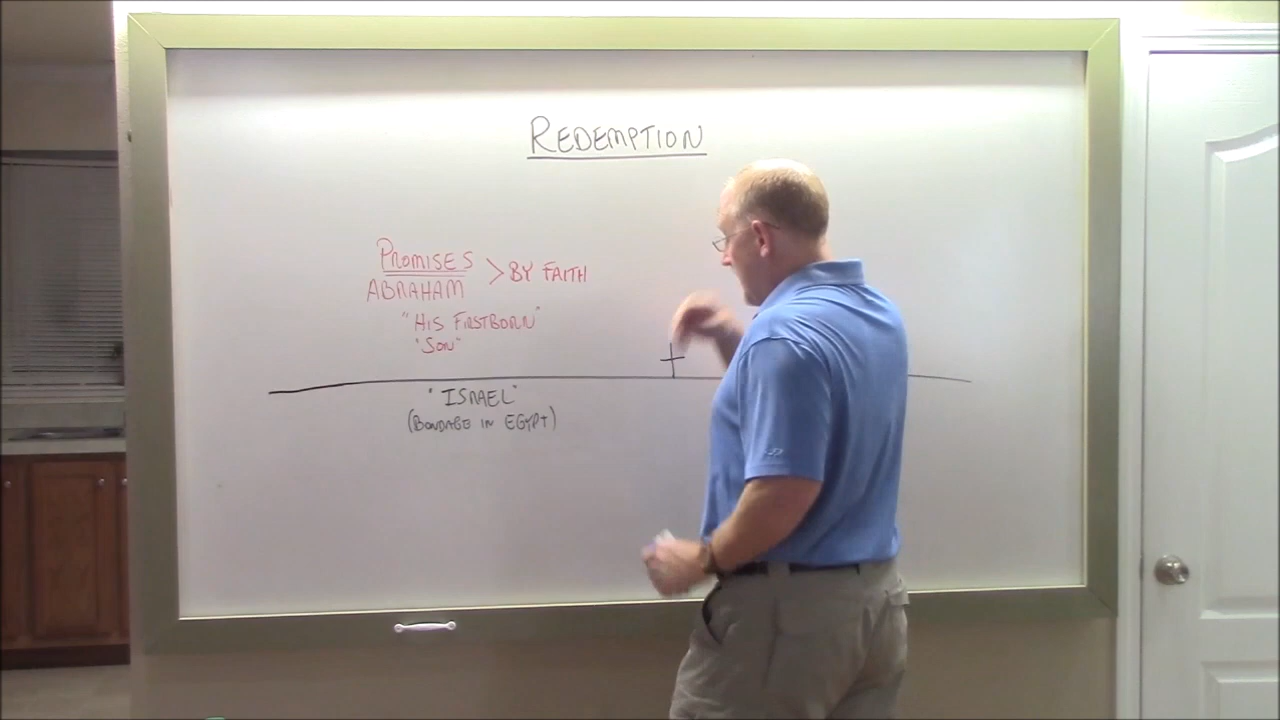 REDEMPTION
PROMISES
ABRAHAM
> BY FAITH
"HIS FIRSTBORN"
"SON"
"ISRAEL"
(BONDAGE IN EGYPT)